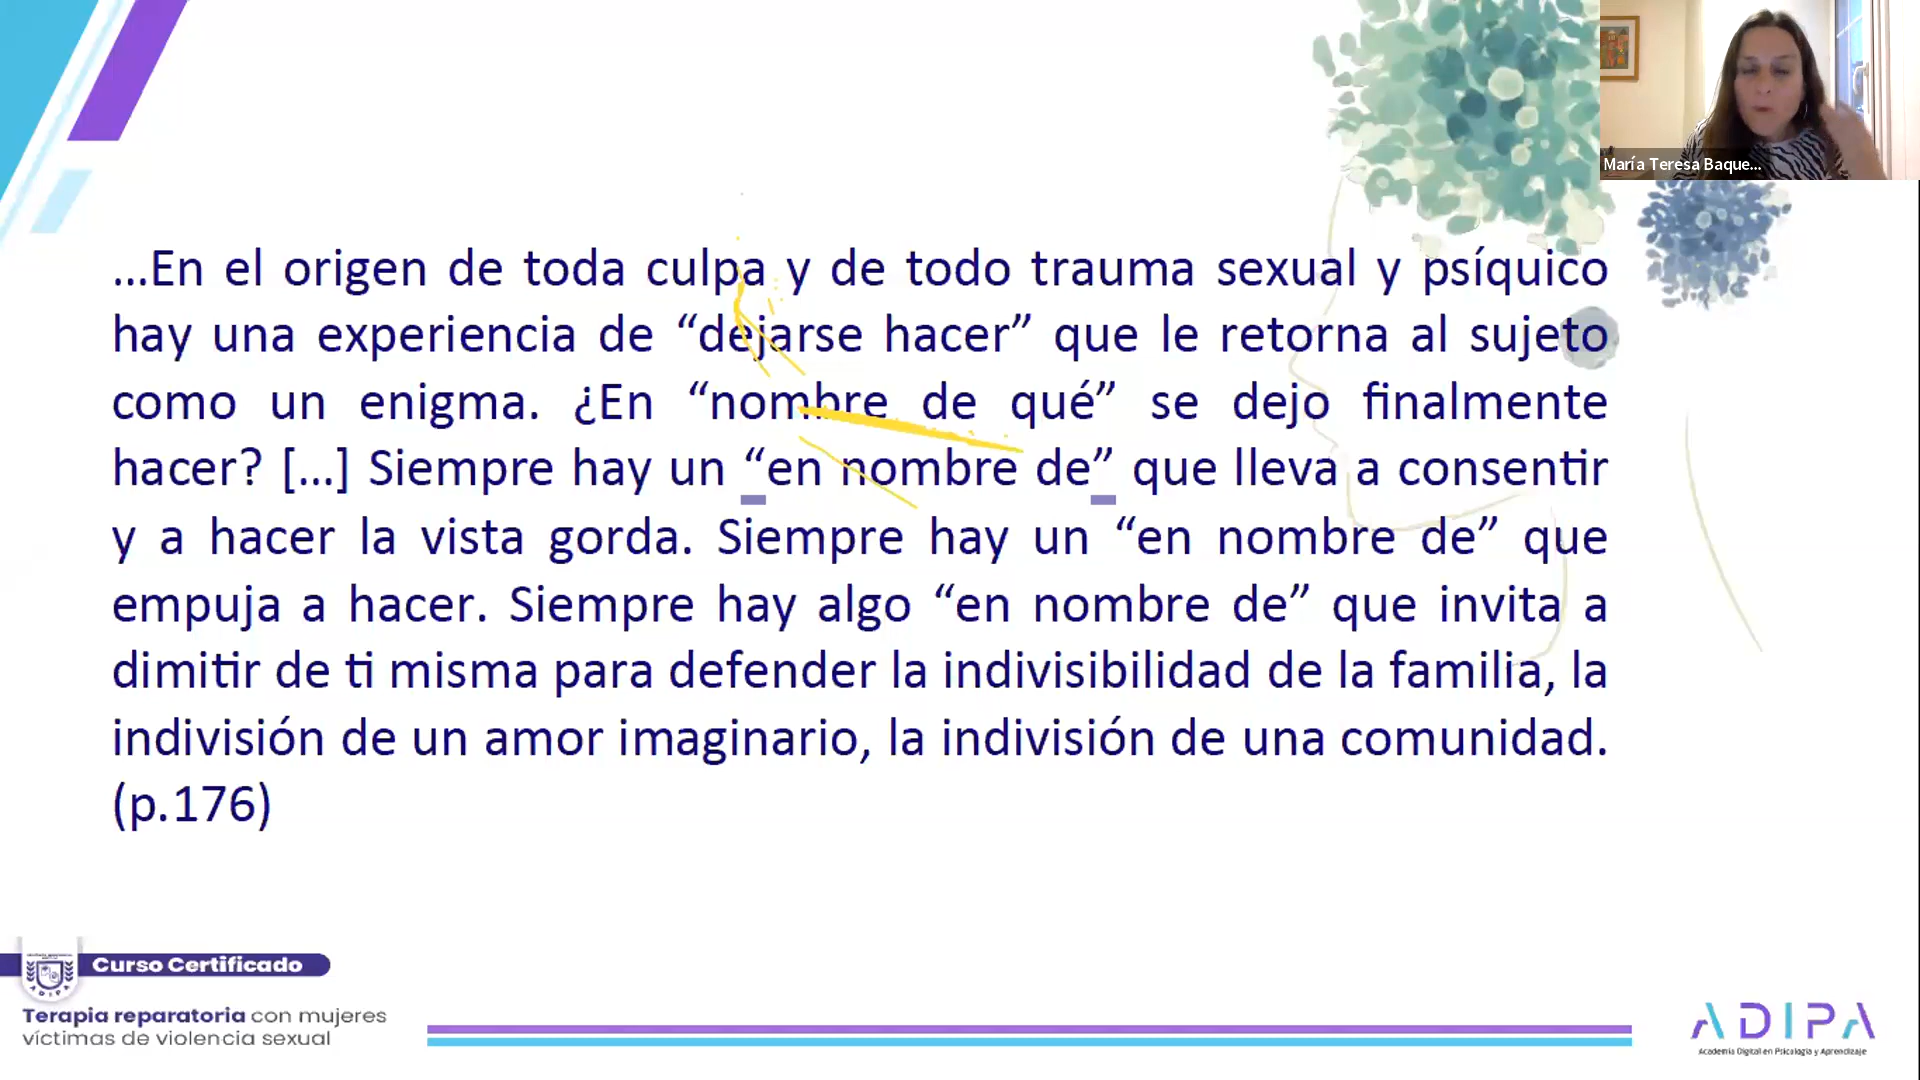 María Teresa Baque...
...En el origen de toda culpa y de todo trauma sexual y psíquico
hay una experiencia de “dejarse hacer” que le retorna al sujeto
como un enigma. ¿En “nombre de qué” se dejo finalmente
hacer? [...] Siempre hay un “en nombre de” que lleva a consentir
y a hacer la vista gorda. Siempre hay un “en nombre de” que
empuja a hacer. Siempre hay algo “en nombre de” que invita a
dimitir de ti misma para defender la indivisibilidad de la familia, la
indivisión de un amor imaginario, la indivisión de una comunidad.
(p.176)
Curso Certificado
ADIPA
Terapia reparatoria con mujeres
víctimas de violencia sexual
ADIPA
Academia Digital en Psicología y Aprendizaje